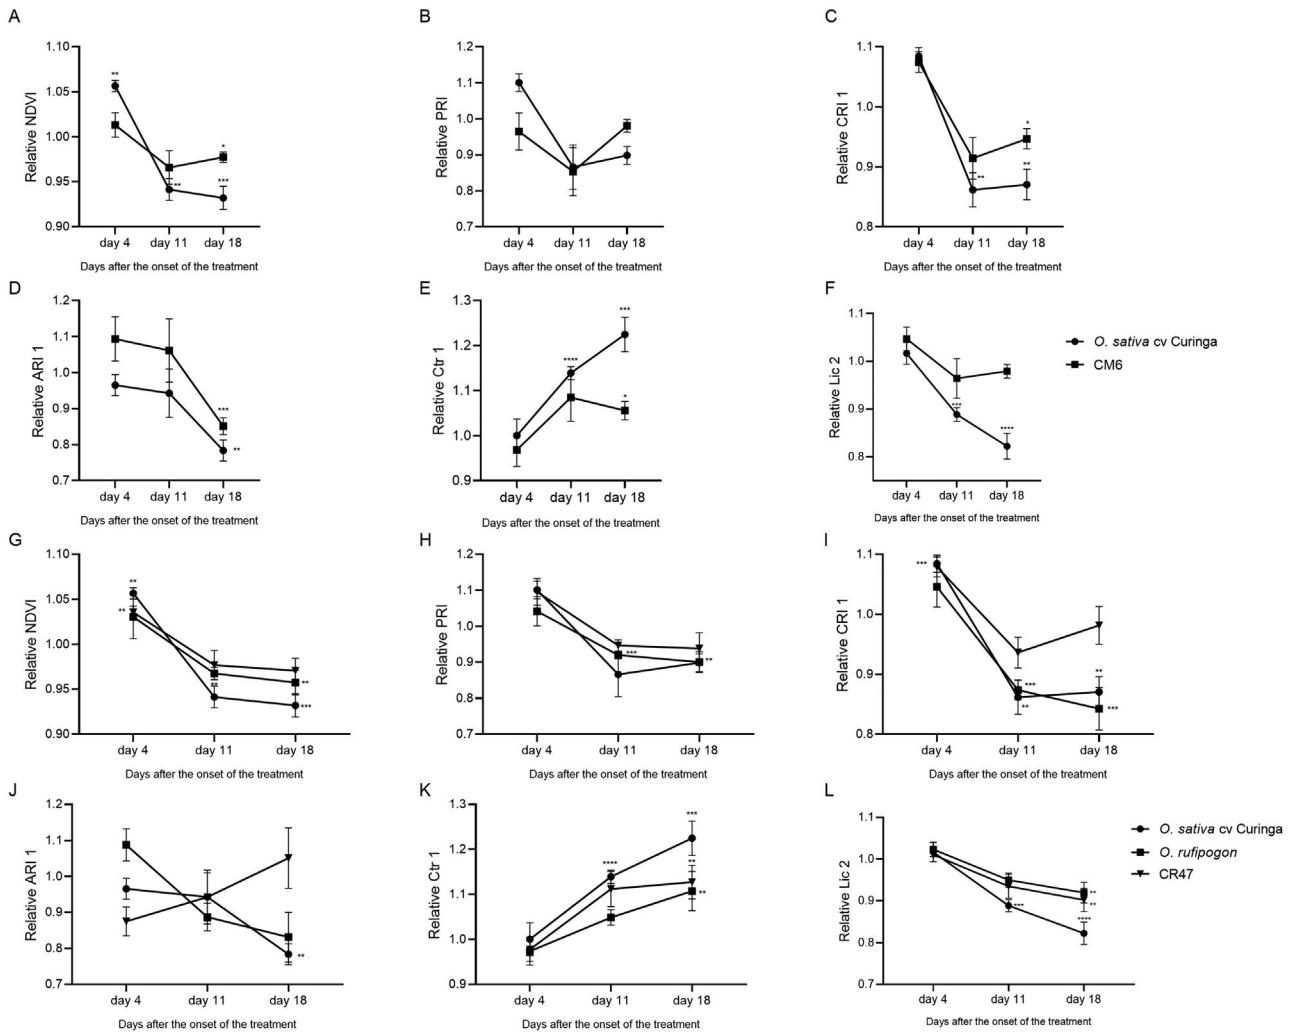 A
B
C
Relative NDVI
1.10
1.05
1.00
0.95
0.90
**
**
*
***
day 4
day 11
day 18
Days after the onset of the treatment
Relative PRI
1.2
1.1
1.0
0.9
0.8
0.7
day 4
day 11
day 18
Days after the onset of the treatment
Relative CRI 1
1.1
1.0
0.9
0.8
**
*
**
day 4
day 11
day 18
Days after the onset of the treatment
D
E
F
Relative ARI 1
1.2
1.1
1.0
0.9
0.8
0.7
***
**
day 4
day 11
day 18
Days after the onset of the treatment
Relative Ctr 1
1.3
1.2
1.1
1.0
0.9
****
***
*
day 4
day 11
day 18
Days after the onset of the treatment
Relative Lic 2
1.1
1.0
0.9
0.8
***
****
day 4
day 11
day 18
Days after the onset of the treatment
O. sativa cv Curinga
CM6
G
H
I
Relative NDVI
1.10
1.05
1.00
0.95
0.90
**
**
**
**
***
day 4
day 11
day 18
Days after the onset of the treatment
Relative PRI
1.2
1.1
1.0
0.9
0.8
0.7
***
**
day 4
day 11
day 18
Days after the onset of the treatment
Relative CRI 1
1.1
1.0
0.9
0.8
***
***
**
**
***
day 4
day 11
day 18
Days after the onset of the treatment
J
K
L
Relative ARI 1
1.2
1.1
1.0
0.9
0.8
0.7
**
day 4
day 11
day 18
Days after the onset of the treatment
Relative Ctr 1
1.3
1.2
1.1
1.0
0.9
****
***
**
**
day 4
day 11
day 18
Days after the onset of the treatment
Relative Lic 2
1.1
1.0
0.9
0.8
0.7
***
**
**
****
day 4
day 11
day 18
Days after the onset of the treatment
O. sativa cv Curinga
O. rufipogon
CR47